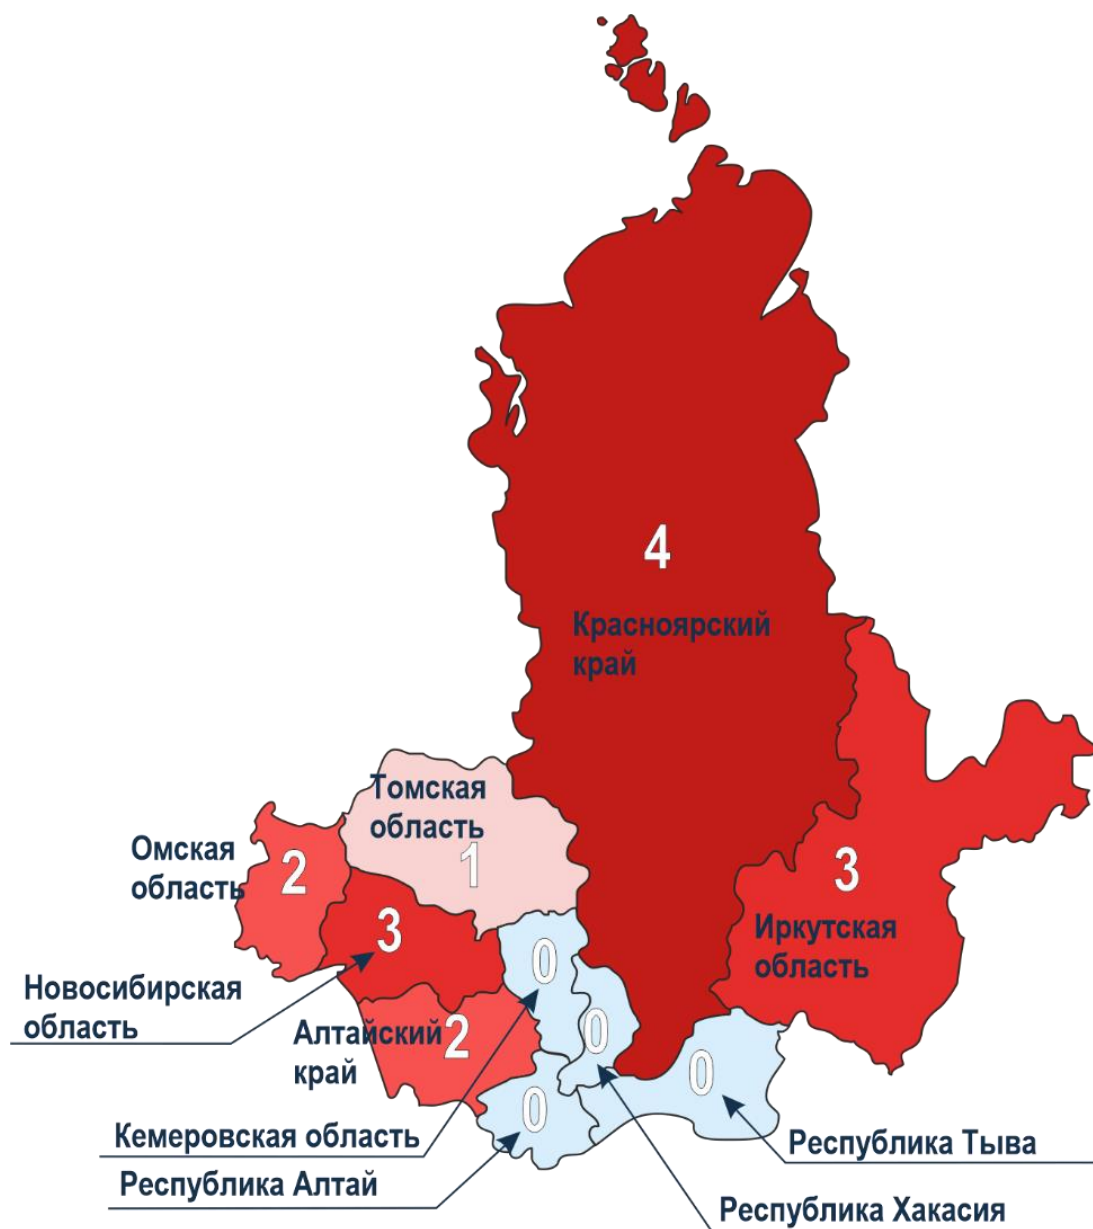 4
Красноярский
край
Томская
область
1
Омская
область
2
3
Иркутская
область
3
Новосибирская
область
0
Алтайский
край
2
0
0
0
Кемеровская область
Республика Тыва
Республика Алтай
Республика Хакасия